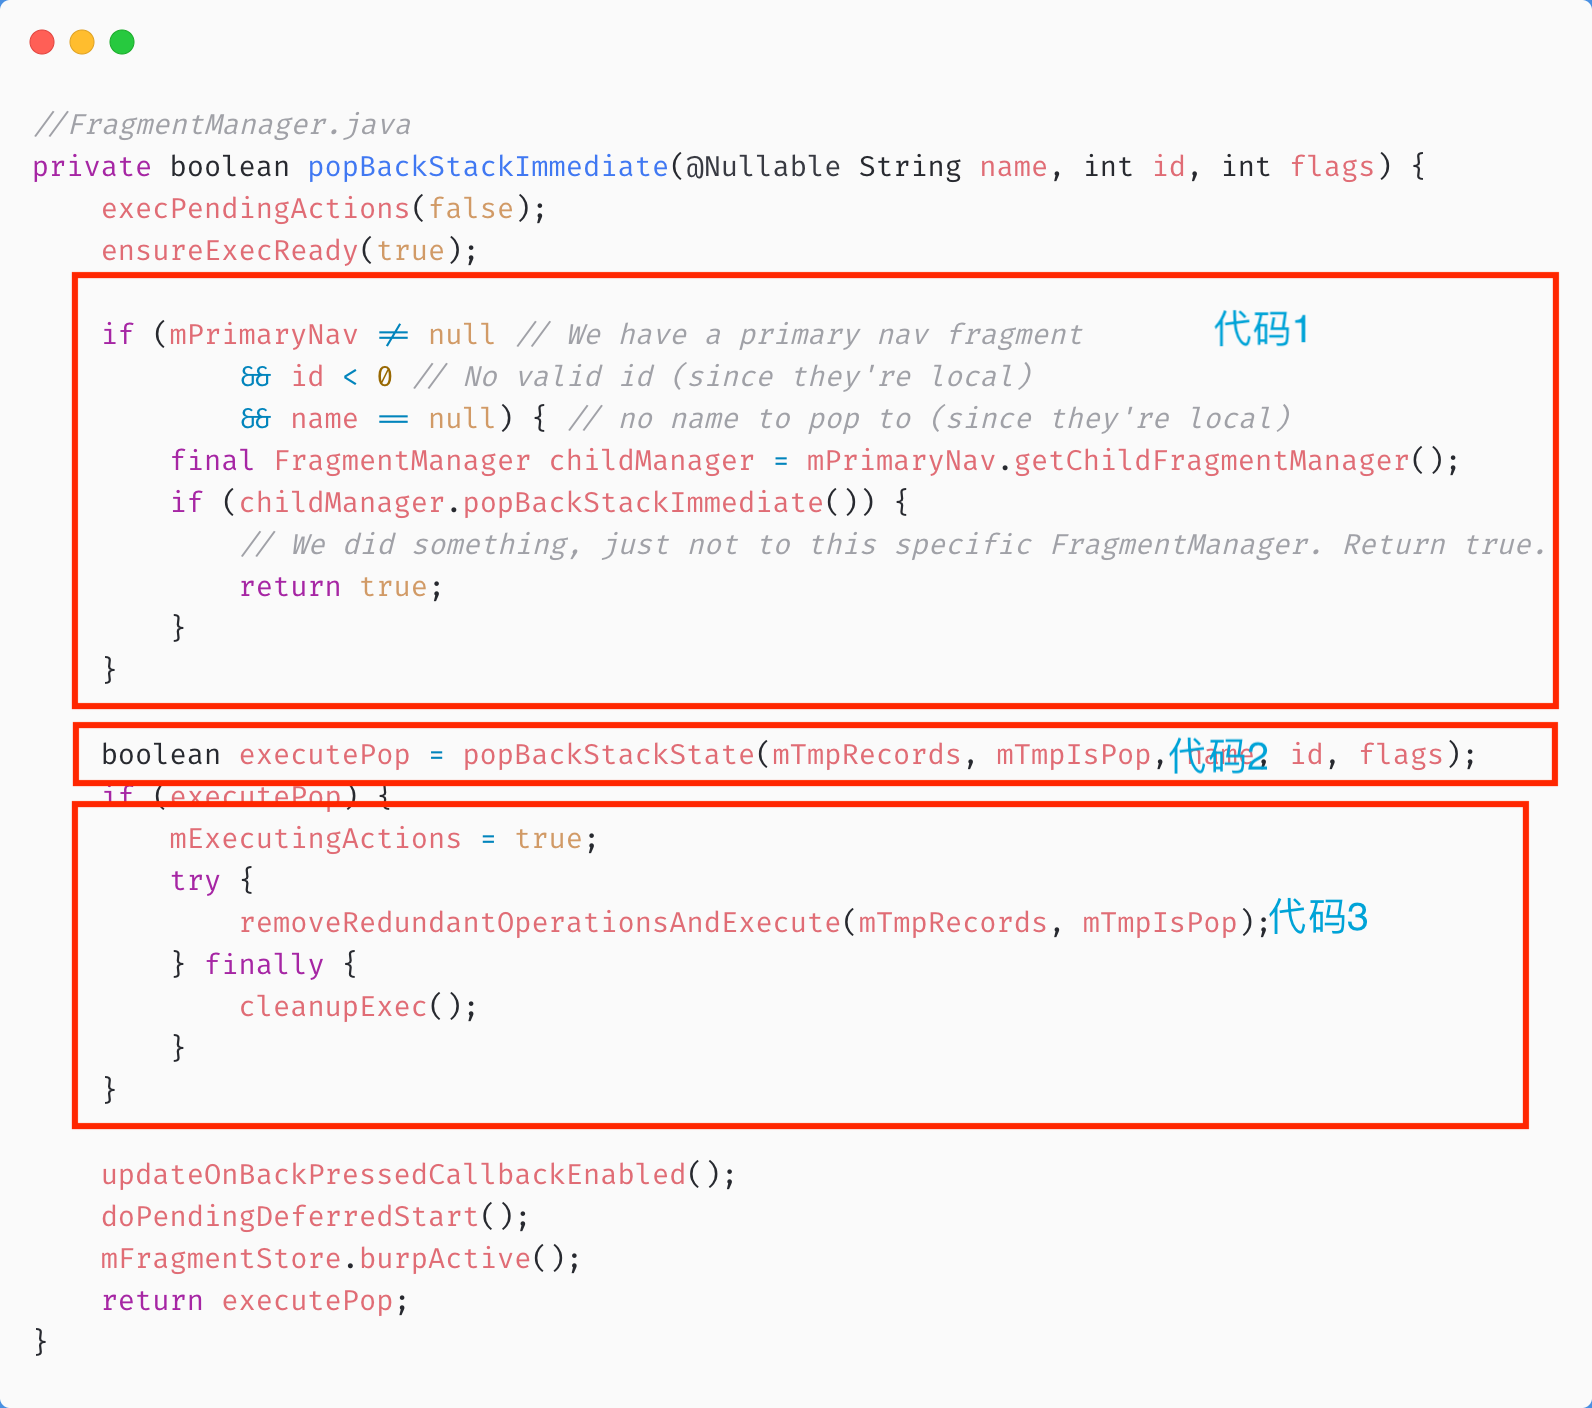 //FragmentManager.java
private boolean popBackStackImmediate(@Nullable String name, int id, int flags) {
execPendingActions(false);
ensureExecReady(true);
if (mPrimaryNav != null // We have a primary nav fragment
代码1
&& id < 0 // No valid id (since they're local)
&& name == null) { // no name to pop to (since they're local)
final FragmentManager childManager = mPrimaryNav.getChildFragmentManager();
if (childManager.popBackStackImmediate()) {
// We did something, just not to this specific FragmentManager. Return true.
return true;
}
}
boolean executePop = popBackStackState(mTmpRecords, mTmpIsPop, name, id, flags);
代码2
if (executePop) {
mExecutingActions = true;
try {
removeRedundantOperationsAndExecute(mTmpRecords, mTmpIsPop);
代码3
} finally {
cleanupExec();
}
}
updateOnBackPressedCallbackEnabled();
doPendingDeferredStart();
mFragmentStore.burpActive();
return executePop;
}